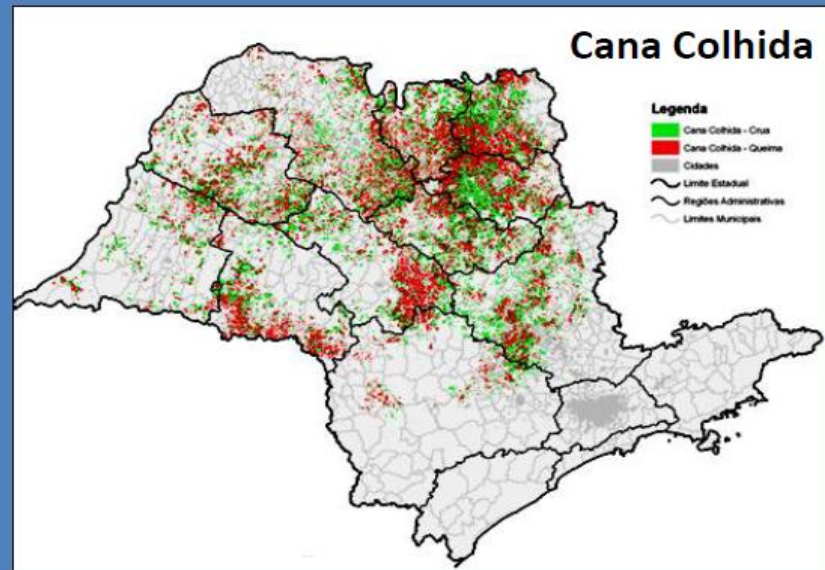 Cana Colhida
Legenda
Cana Colhida - Crua
Cana Colhida - Queima
Cidades
Limite Estadual
Regiões Administrativas
Limites Municipais